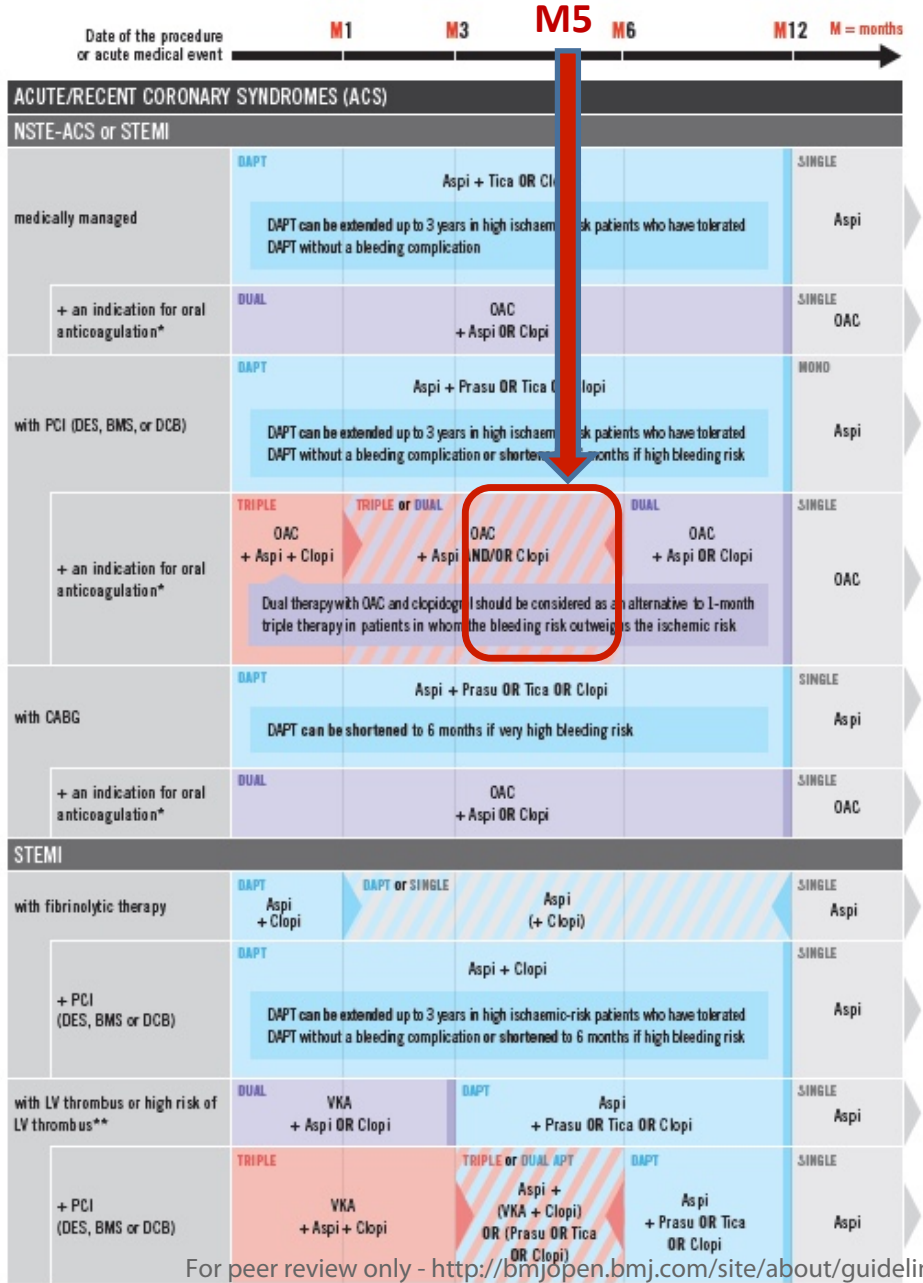 M5
Date of the procedure
or acute medical event
M1
M3
M6
M12
M = months
ACUTE/RECENT CORONARY SYNDROMES (ACS)
NSTE-ACS or STEMI
medically managed
DAPT
Aspi + Tica OR Cl
DAPT can be extended up to 3 years in high ischaem sk patients who have tolerated
DAPT without a bleeding complication
SINGLE
Aspi
+ an indication for oral
anticoagulation*
DUAL
OAC
+ Aspi OR Clopi
SINGLE
OAC
with PCI (DES, BMS, or DCB)
DAPT
Aspi + Prasu OR Tica lopi
DAPT can be extended up to 3 years in high ischaem sk patients who have tolerated
DAPT without a bleeding complication or shortene months if high bleeding risk
MONO
Aspi
+ an indication for oral
anticoagulation*
TRIPLE
OAC
+ Aspi + Clopi
TRIPLE or DUAL
OAC
+ Aspi AND/OR Clopi
DUAL
OAC
+ Aspi OR Clopi
Dual therapy with OAC and clopidogrel should be considered as an alternative to 1-month
triple therapy in patients in whom the bleeding risk outweighs the ischemic risk
SINGLE
OAC
with CABG
DAPT
Aspi + Prasu OR Tica OR Clopi
DAPT can be shortened to 6 months if very high bleeding risk
SINGLE
Aspi
+ an indication for oral
anticoagulation*
DUAL
OAC
+ Aspi OR Clopi
SINGLE
OAC
STEMI
with fibrinolytic therapy
DAPT
Aspi
+ Clopi
DAPT or SINGLE
Aspi
(+ Clopi)
SINGLE
Aspi
+ PCI
(DES, BMS or DCB)
DAPT
Aspi + Clopi
DAPT can be extended up to 3 years in high ischaemic-risk patients who have tolerated
DAPT without a bleeding complication or shortened to 6 months if high bleeding risk
SINGLE
Aspi
with LV thrombus or high risk of
LV thrombus**
DUAL
VKA
+ Aspi OR Clopi
DAPT
Aspi
+ Prasu OR Tica OR Clopi
SINGLE
Aspi
+ PCI
(DES, BMS or DCB)
TRIPLE
VKA
+ Aspi + Clopi
TRIPLE or DUAL APT
Aspi +
(VKA + Clopi)
OR (Prasu OR Tica
OR Clopi)
DAPT
Aspi
+ Prasu OR Tica
OR Clopi
SINGLE
Aspi
For peer review only - http://bmjopen.bmj.com/site/about/guidelin